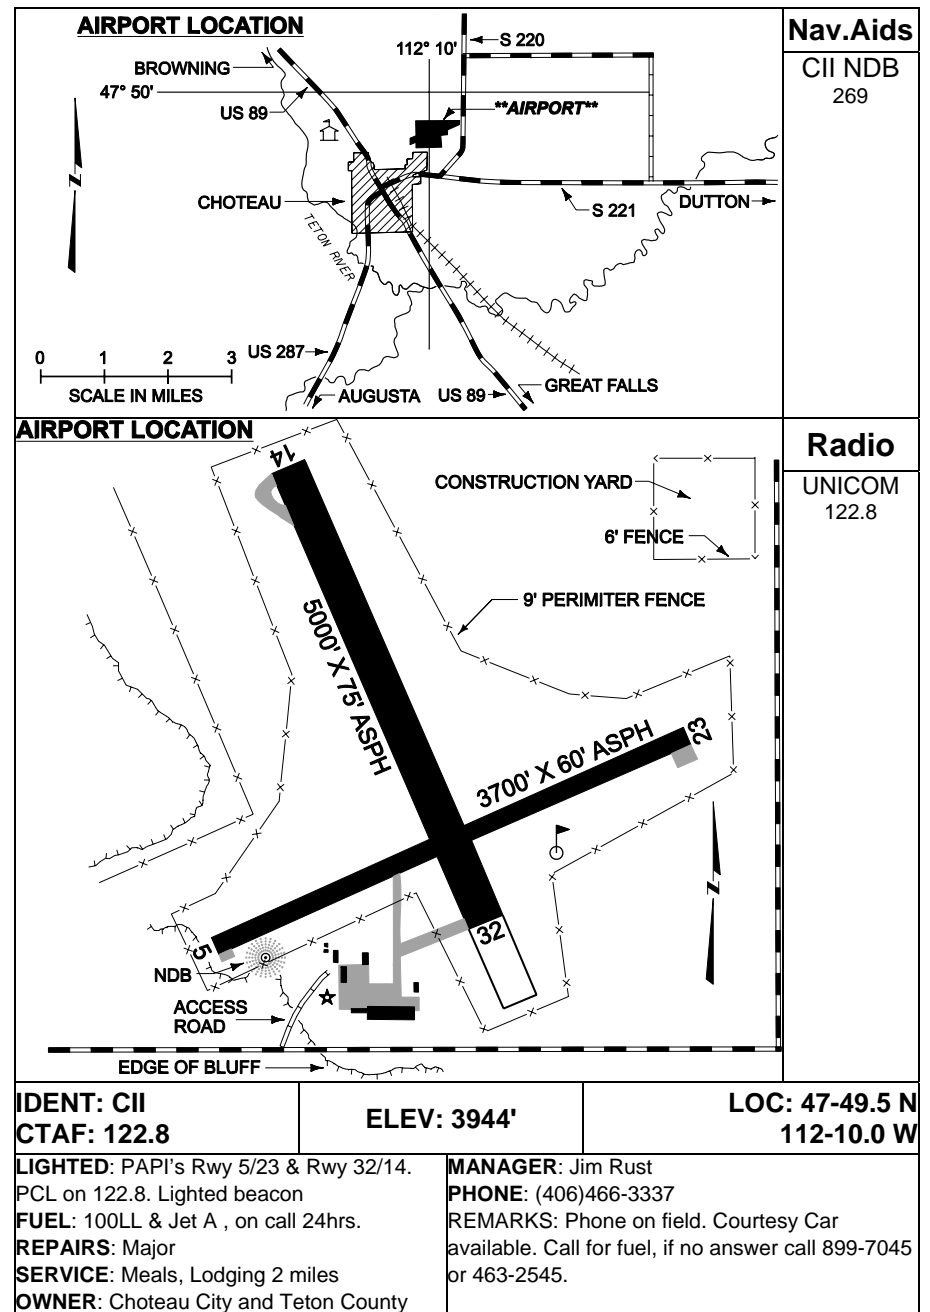 AIRPORT LOCATION
Nav.Aids
CII NDB
269
112° 10'
S 220
BROWNING
47° 50'
US 89
**AIRPORT**
N
CHOTEAU
S 221
DUTTON
TETON RIVER
US 287
0 1 2 3
SCALE IN MILES
AUGUSTA
US 89
GREAT FALLS
AIRPORT LOCATION
Radio
UNICOM
122.8
14
CONSTRUCTION YARD
6' FENCE
9' PERIMITER FENCE
5000' X 75' ASPH
3700' X 60' ASPH
23
N
5
32
NDB
ACCESS
ROAD
EDGE OF BLUFF
IDENT: CII
CTAF: 122.8
ELEV: 3944'
LOC: 47-49.5 N
112-10.0 W
LIGHTED: PAPI's Rwy 5/23 & Rwy 32/14.
PCL on 122.8. Lighted beacon
FUEL: 100LL & Jet A , on call 24hrs.
REPAIRS: Major
SERVICE: Meals, Lodging 2 miles
OWNER: Choteau City and Teton County
MANAGER: Jim Rust
PHONE: (406)466-3337
REMARKS: Phone on field. Courtesy Car
available. Call for fuel, if no answer call 899-7045
or 463-2545.